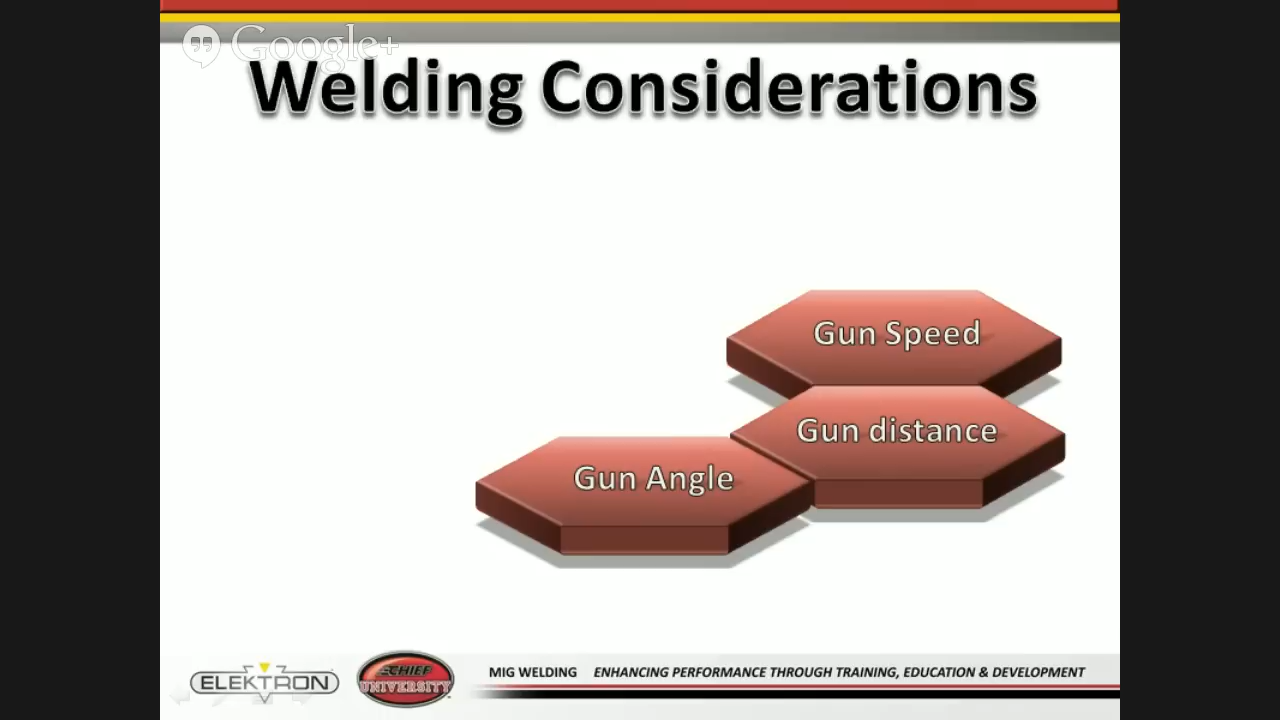 Google+
Welding Considerations
Gun Speed
Gun distance
Gun Angle
ELEKTRON
CHIEF
UNIVERSITY
MIG WELDING ENHANCING PERFORMANCE THROUGH TRAINING, EDUCATION & DEVELOPMENT